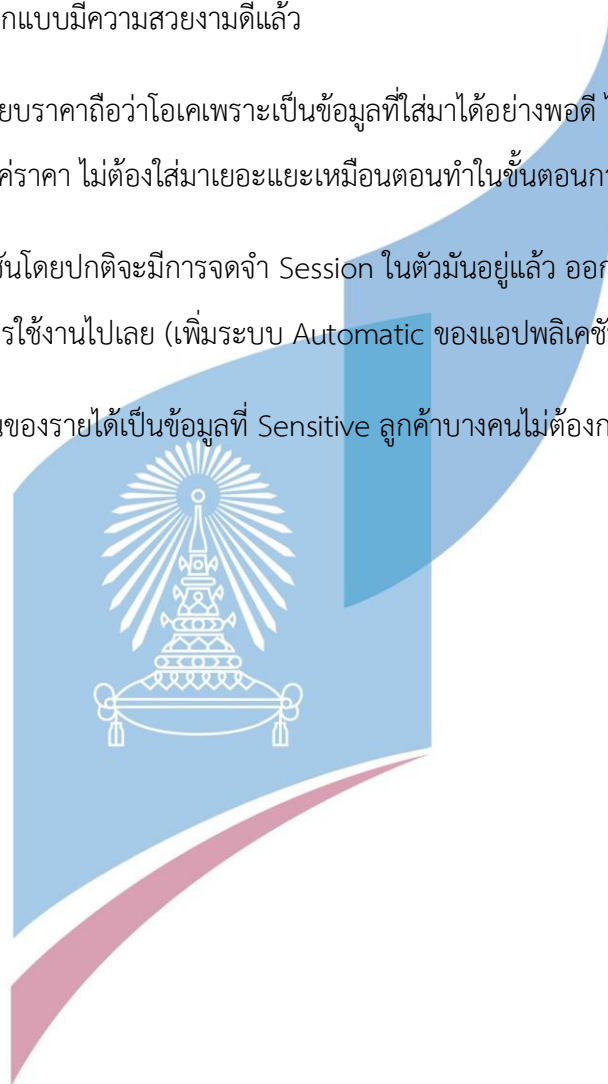 กแบบมีความสวยงามดีแล้ว
ยบราคาถือว่าโอเคเพราะเป็นข้อมูลที่ใส่มาได้อย่างพอดี
ค่ราคา ไม่ต้องใส่มาเยอะแยะเหมือนตอนทำในขั้นตอนกา
ันโดยปกติจะมีการจดจำ Session ในตัวมันอยู่แล้ว ออก
รใช้งานไปเลย (เพิ่มระบบ Automatic ของแอปพลิเคชั
นของรายได้เป็นข้อมูลที่ Sensitive ลูกค้าบางคนไม่ต้องก